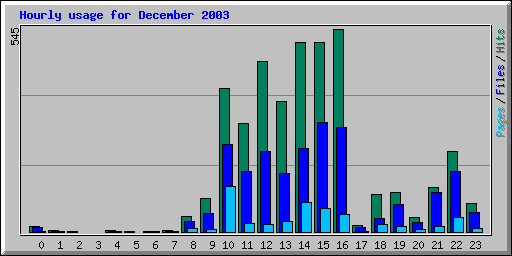 Hourly usage for December 2003
545
Pages/Files/Hits
0 1 2 3 4 5 6 7 8 9 10 11 12 13 14 15 16 17 18 19 20 21 22 23